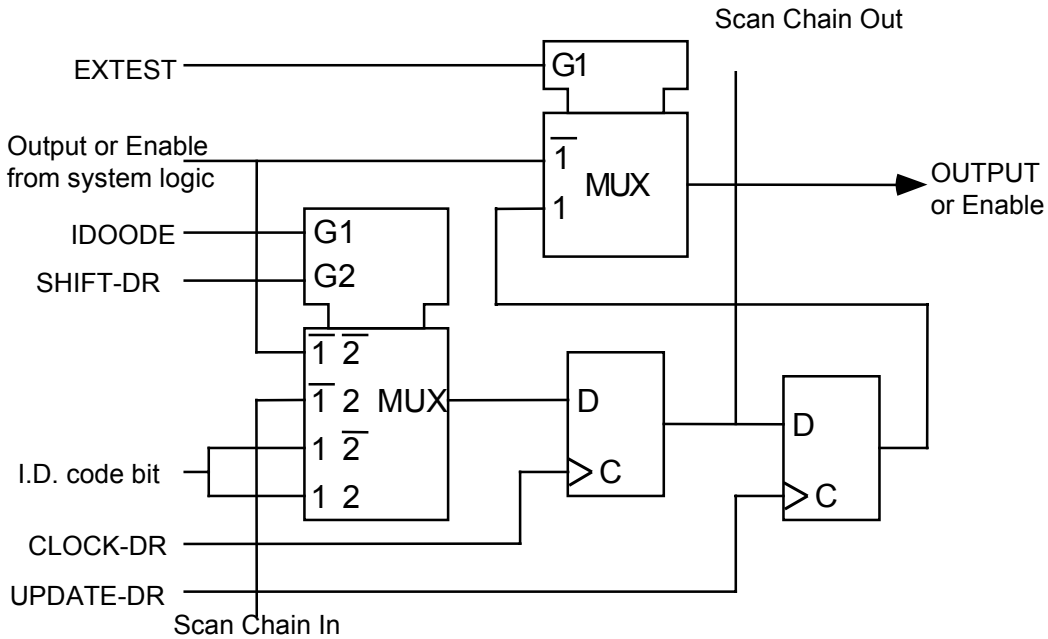 Scan Chain Out
EXTEST
G1
Output or Enable
from system logic
1
MUX
1
OUTPUT
or Enable
IDOODE
G1
SHIFT-DR
G2
1 2
1 2 MUX
1 2
1 2
D
C
D
C
I.D. code bit
CLOCK-DR
UPDATE-DR
Scan Chain In